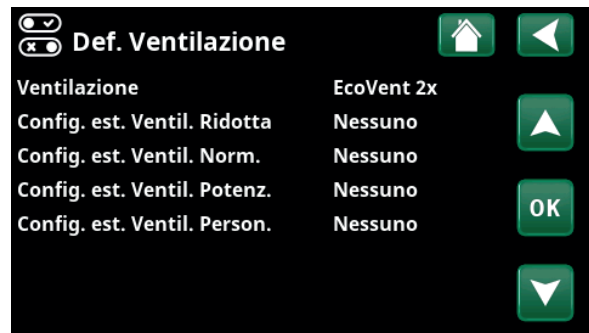 Def. Ventilazione
Ventilazione EcoVent 2x
Config. est. Ventil. Ridotta Nessuno
Config. est. Ventil. Norm. Nessuno
Config. est. Ventil. Potenz. Nessuno
Config. est. Ventil. Person. Nessuno
OK